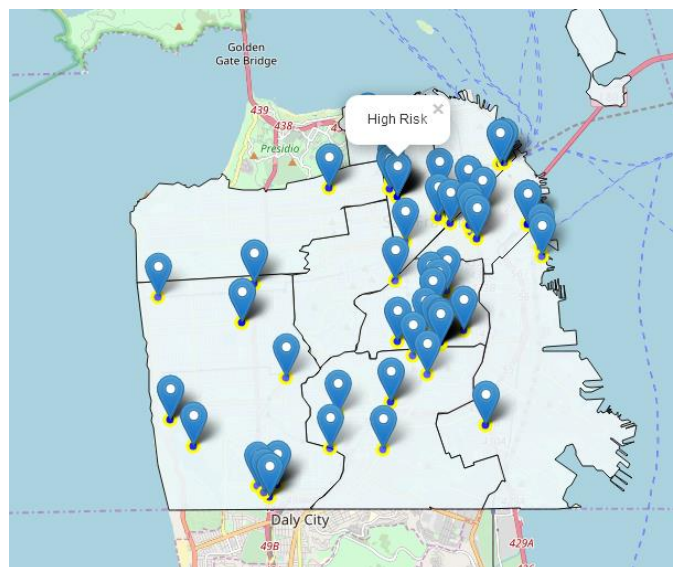 Golden
Gate Bridge
439
438
Presidio
High Risk
×
Daly City
49B
429A